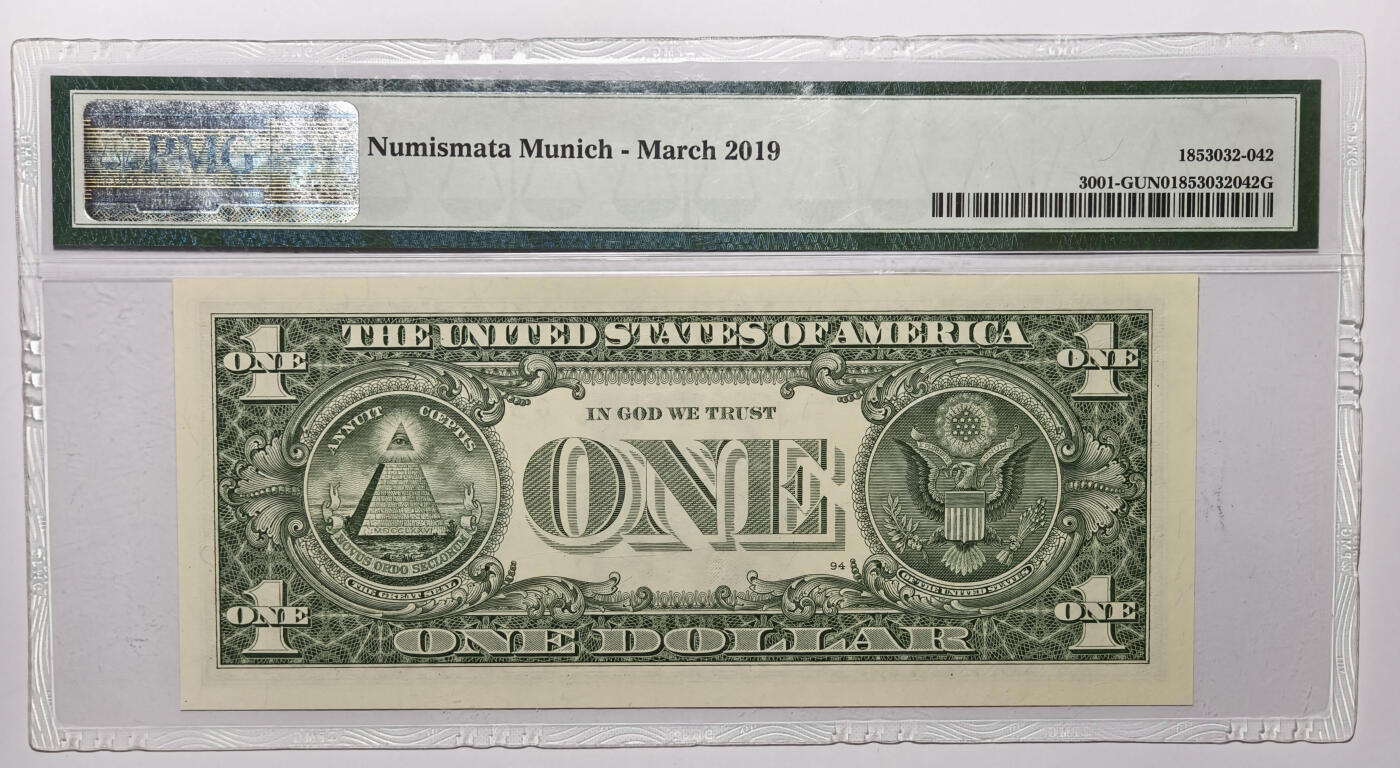 PMG
Numismata Munich - March 2019
1853032-042
3001-GUN01853032042G
1
ONE
THE UNITED STATES OF AMERICA
1
ONE
ANNUIT COEPTIS
IN GOD WE TRUST
ONE
MDCCLXXVI
NOVUS ORDO SECLORUM
THE GREAT SEAL
94
OF THE UNITED STATES
1
ONE
ONE DOLLAR
1
ONE